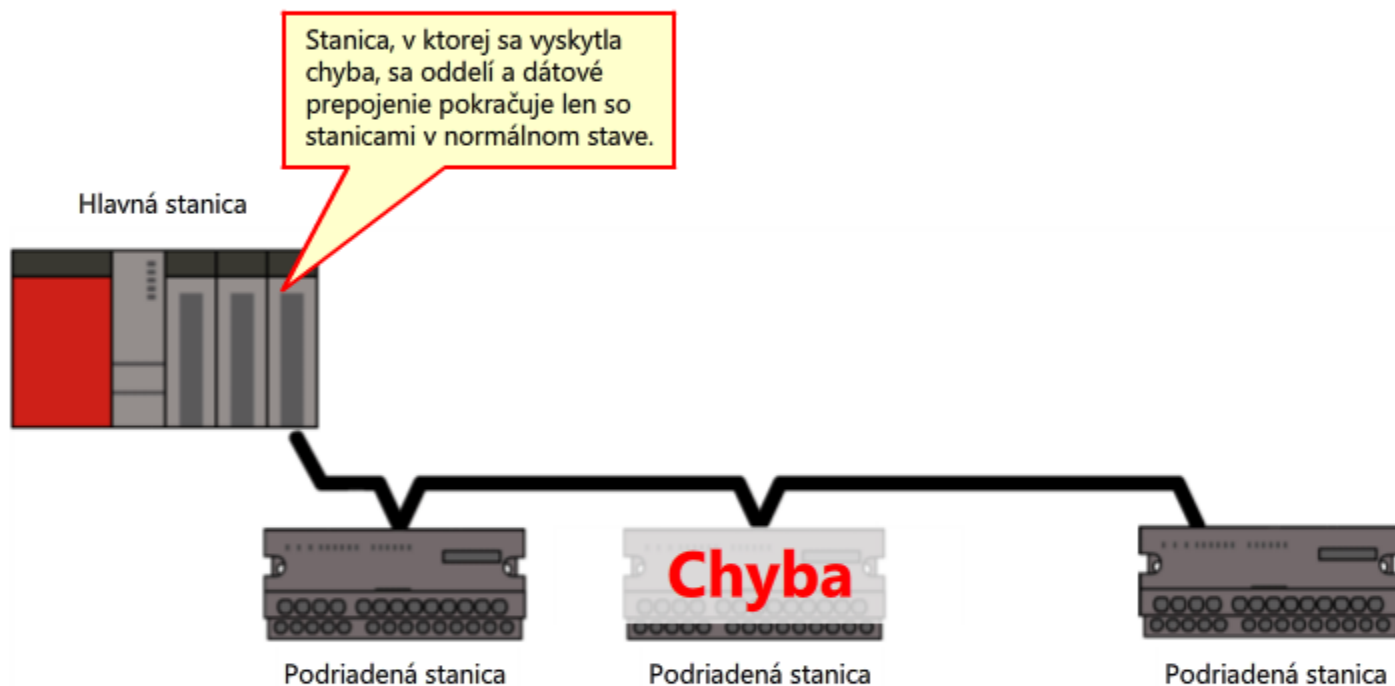 Stanica, v ktorej sa vyskytla
chyba, sa oddelí a dátové
prepojenie pokračuje len so
stanicami v normálnom stave.
Hlavná stanica
Chyba
Podriadená stanica
Podriadená stanica
Podriadená stanica